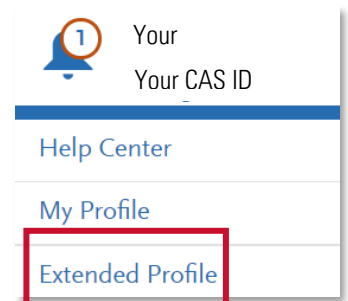 1
Your
Your CAS ID
Help Center
My Profile
Extended Profile